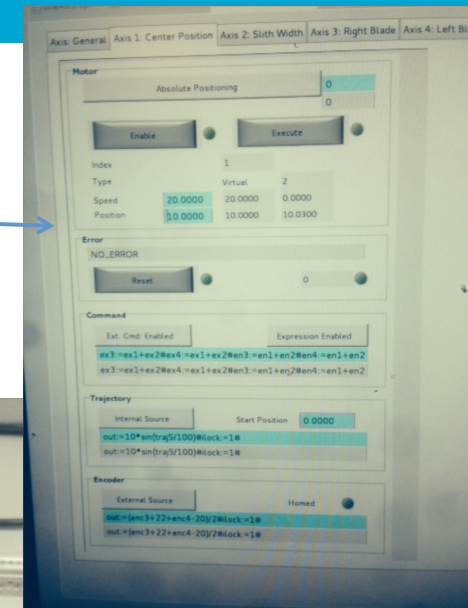 Axis: General Axis 1: Center Position Axis 2: Slith Width Axis 3: Right Blade Axis 4: Left Bl
Motor
Absolute Positioning 0
0
Enable Execute
Index 1
Type Virtual 2
Speed 20.0000 20.0000 0.0000
Position 10.0000 10.0000 10.0300
Error
NO_ERROR
Reset 0
Command
Ext. Cmd: Enabled Expression Enabled
ex3:=ex1+ex2#ex4:=ex1+ex2#en3:=en1+en2#en4:=en1+en2
ex3:=ex1+ex2#ex4:=ex1+ex2#en3:=en1+en2#en4:=en1+en2
Trajectory
Internal Source Start Position 0.0000
out:=10*sin(traj5/100)#ilock:=1#
out:=10*sin(traj5/100)#ilock:=1#
Encoder
External Source Homed
out:=(enc3+22+enc4-20)/2#ilock:=1#
out:=(enc3+22+enc4-20)/2#ilock:=1#